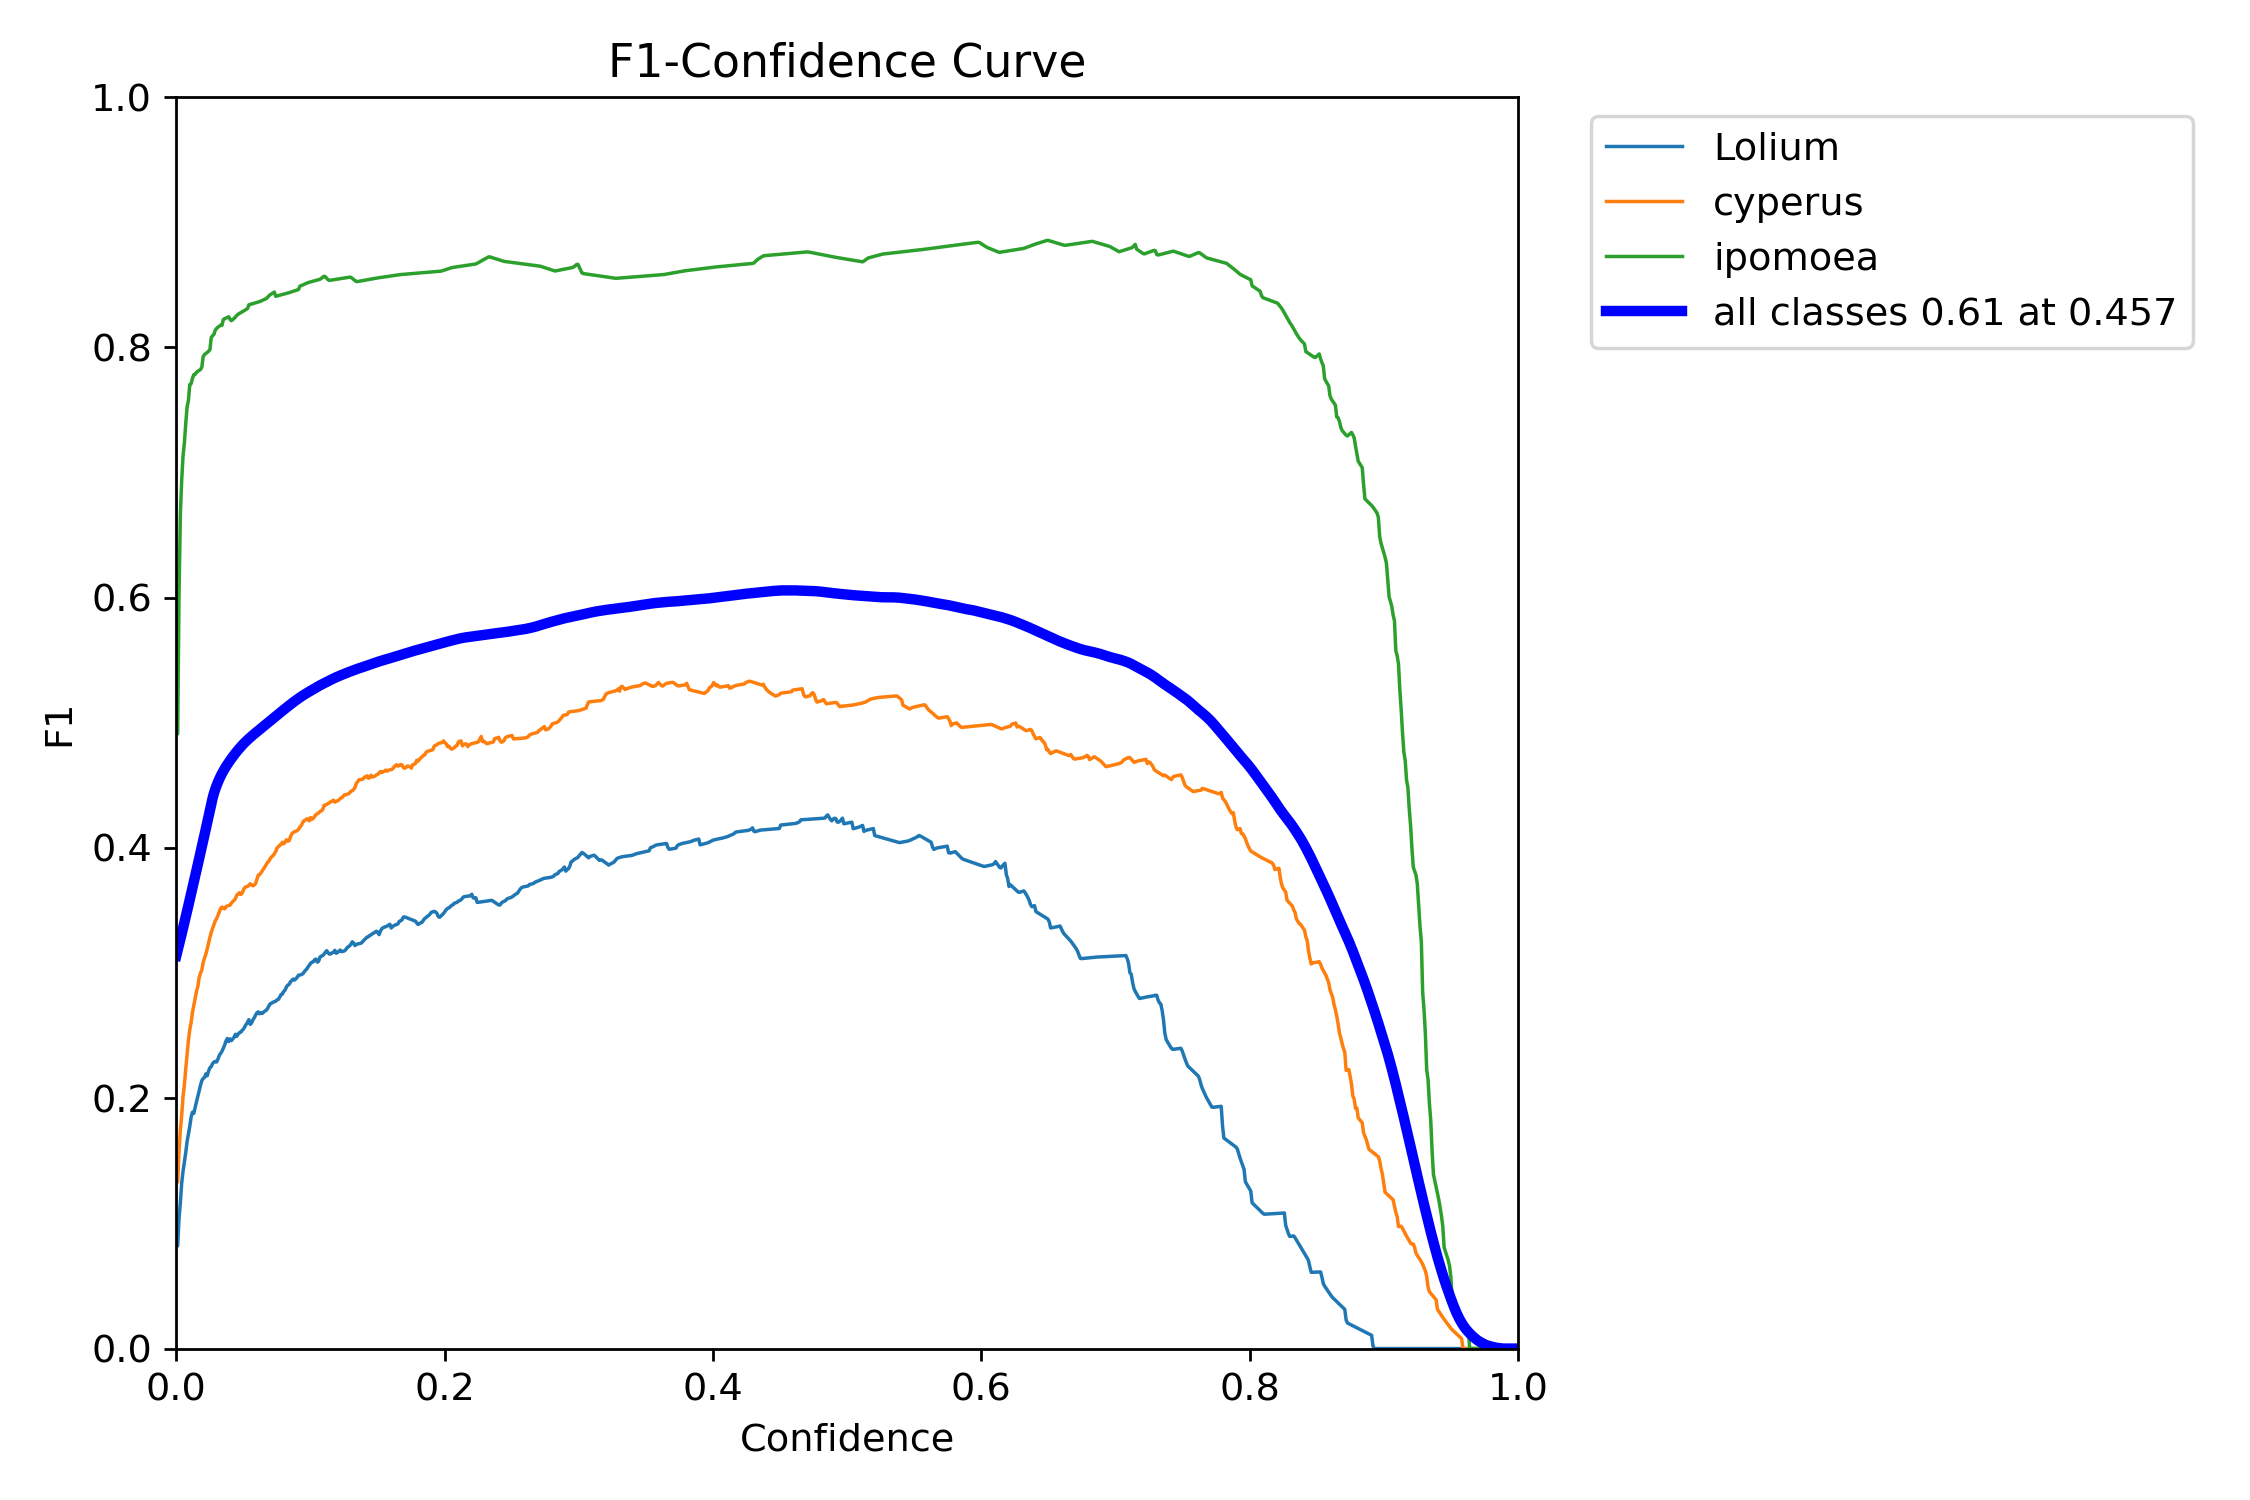 F1-Confidence Curve
1.0
0.8
0.6
0.4
0.2
0.0
F1
0.0 0.2 0.4 0.6 0.8 1.0
Confidence
Lolium
cyperus
ipomoea
all classes 0.61 at 0.457